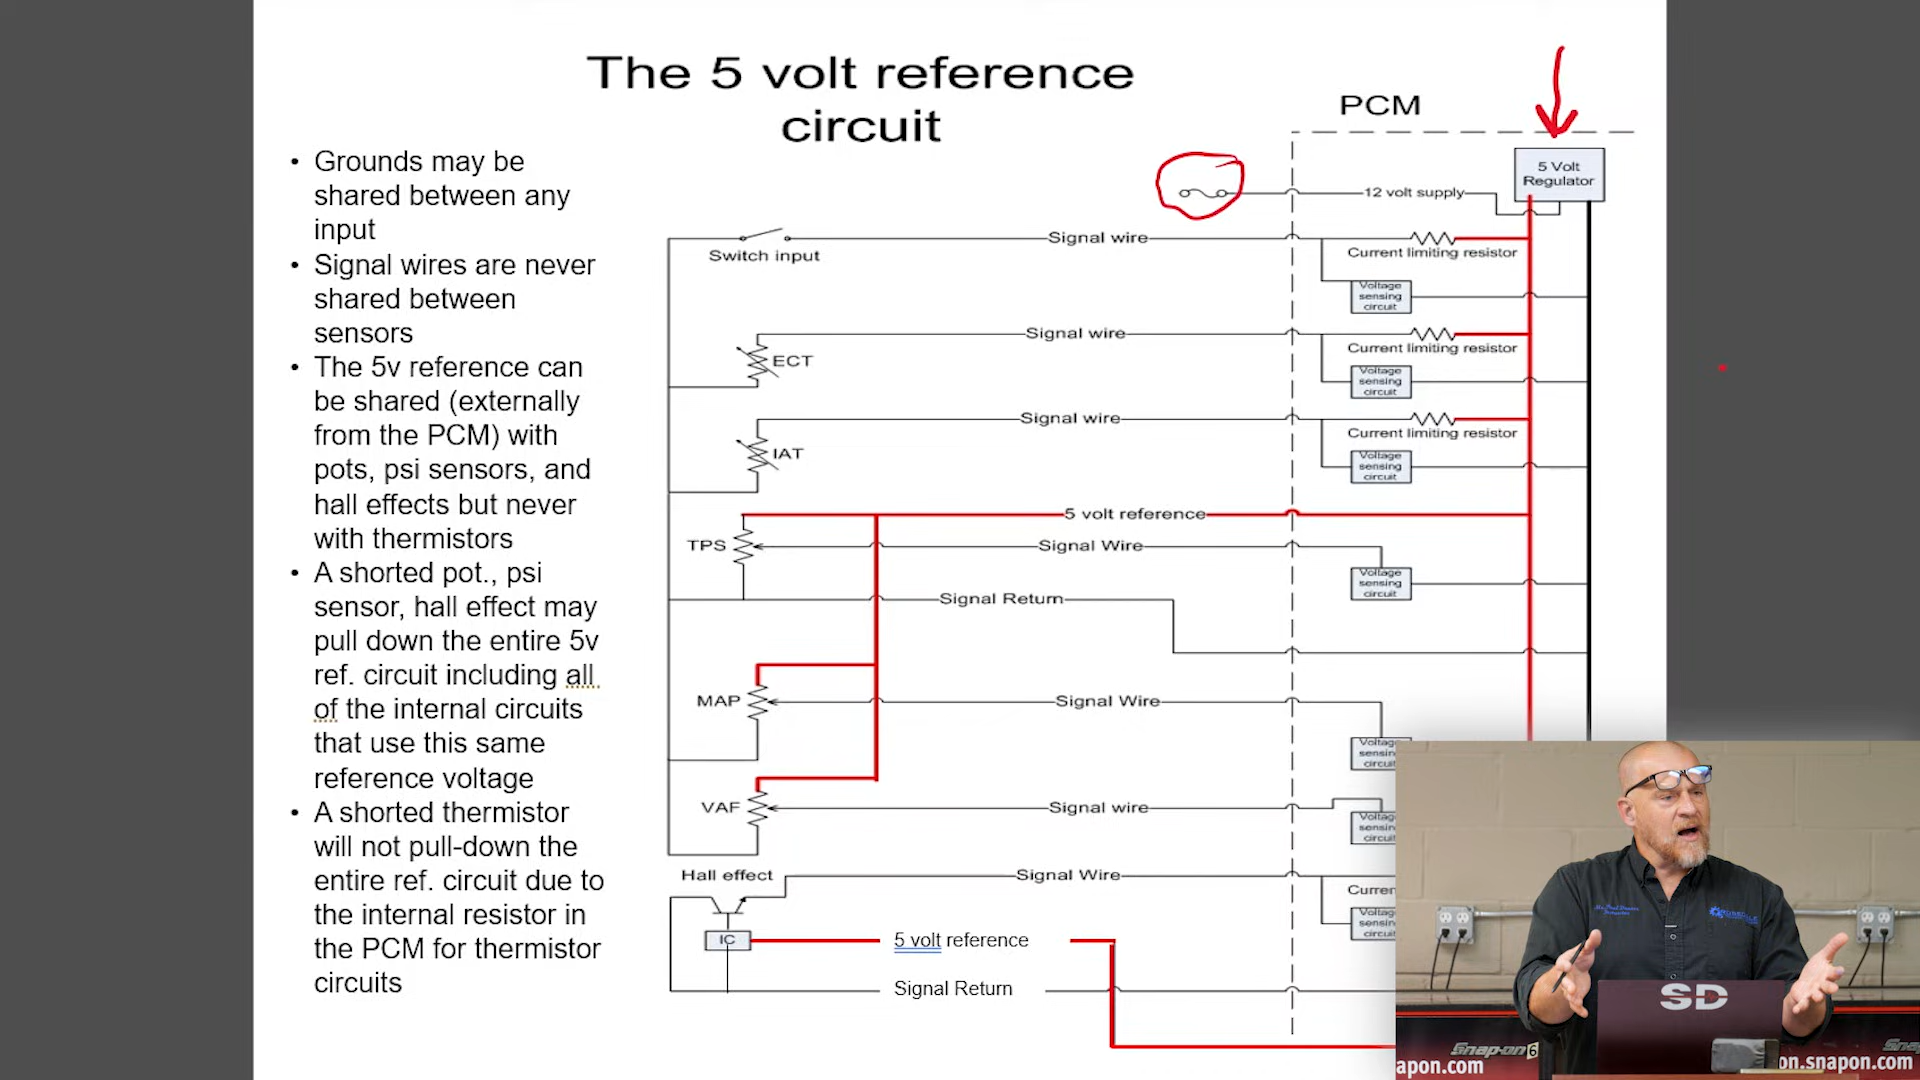 The 5 volt reference
circuit
• Grounds may be
shared between any
input
• Signal wires are never
shared between
sensors
• The 5v reference can
be shared (externally
from the PCM) with
pots, psi sensors, and
hall effects but never
with thermistors
• A shorted pot., psi
sensor, hall effect may
pull down the entire 5v
ref. circuit including all
of the internal circuits
that use this same
reference voltage
• A shorted thermistor
will not pull-down the
entire ref. circuit due to
the internal resistor in
the PCM for thermistor
circuits
PCM
5 Volt
Regulator
12 volt supply
Switch input
Signal wire
Current limiting resistor
Voltage
sensing
circuit
ECT
Signal wire
Current limiting resistor
Voltage
sensing
circuit
IAT
Signal wire
Current limiting resistor
Voltage
sensing
circuit
5 volt reference
TPS
Signal Wire
Voltage
sensing
circuit
Signal Return
MAP
Signal Wire
Voltag
sensin
circuit
VAF
Signal wire
Voltag
sensin
circuit
Hall effect
Signal Wire
Curren
Voltag
sensin
circuit
IC
5 volt reference
Signal Return
SD
Snap-on
6
apon.com
on.snapon.com